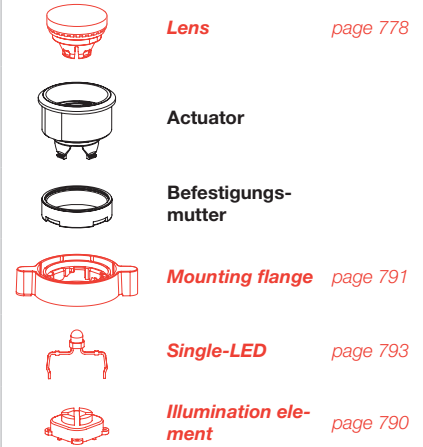 Lens page 778
Actuator
Befestigungs-
mutter
Mounting flange page 791
Single-LED page 793
Illumination ele-
ment page 790